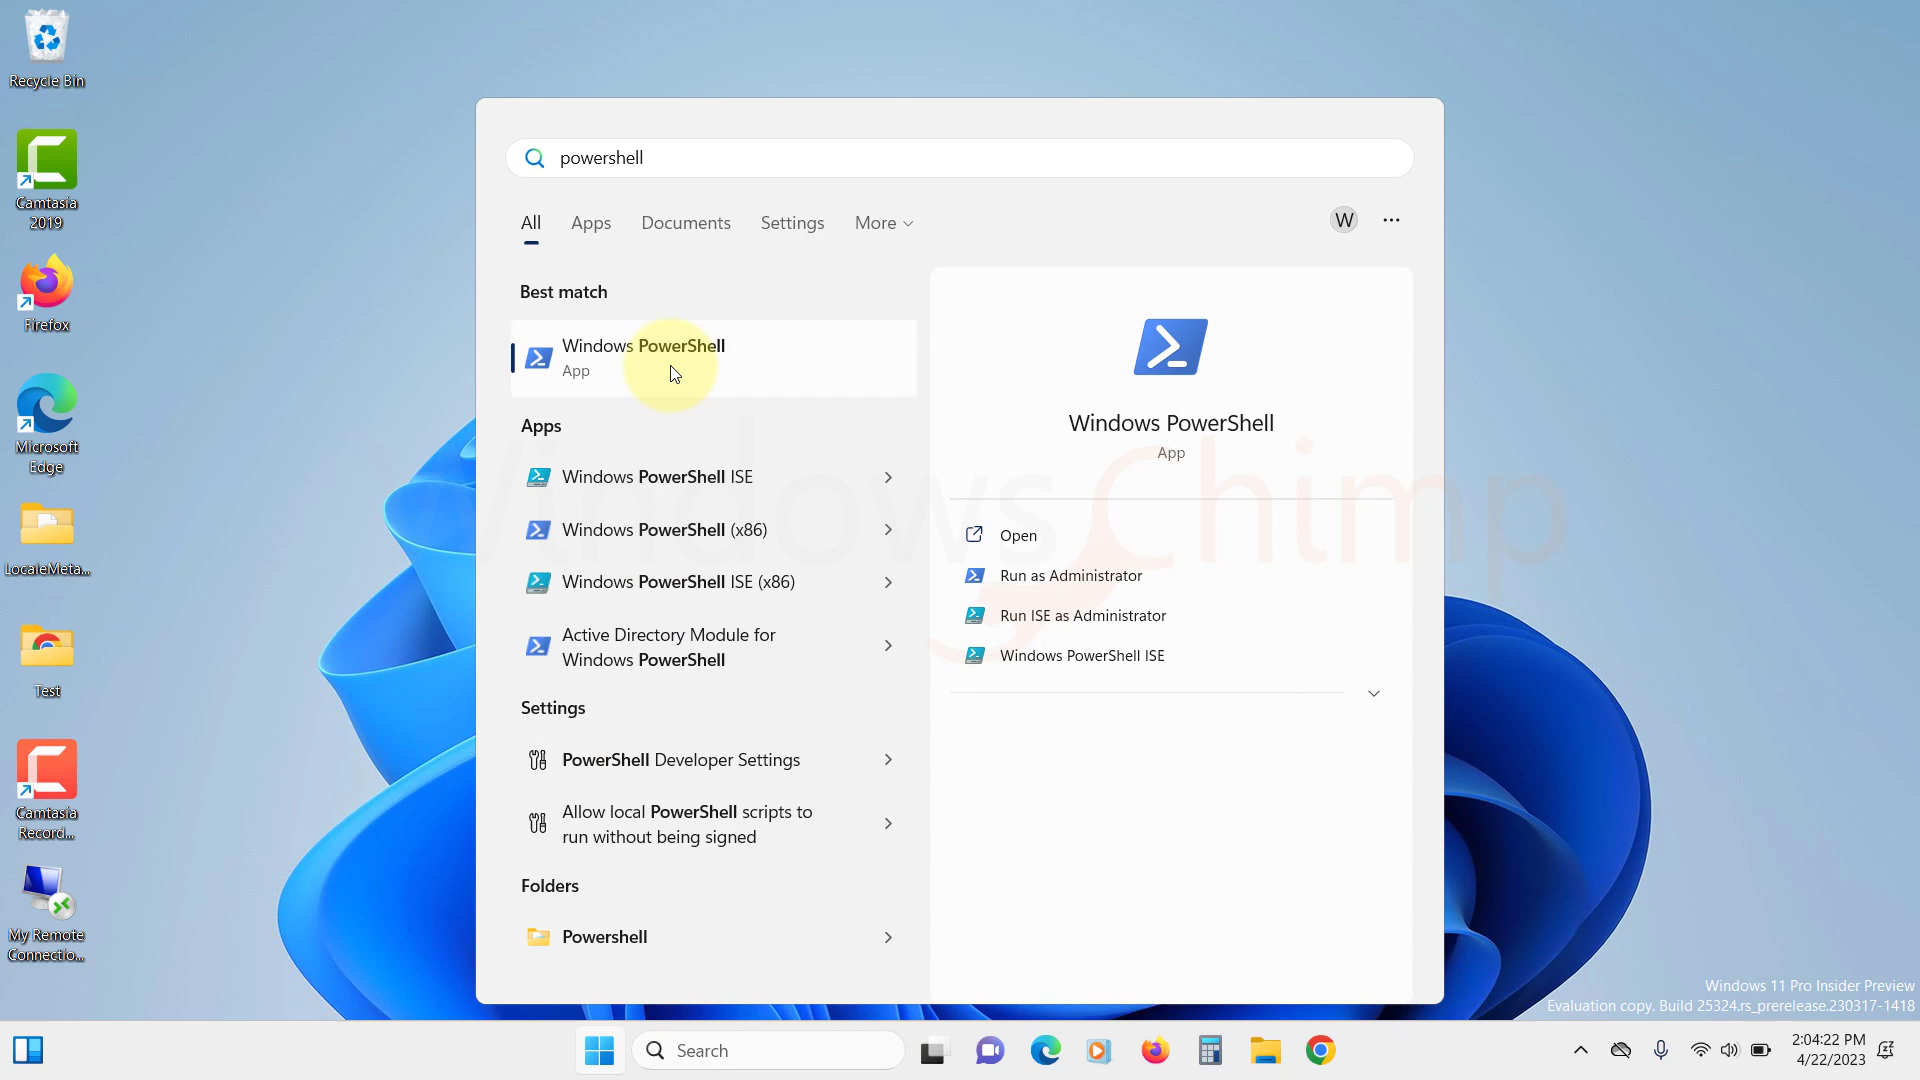 Recycle Bin
Camtasia
2019
Firefox
Microsoft
Edge
LocaleMeta...
Test
Camtasia
Record...
My Remote
Connectio...
powershell
All
Apps
Documents
Settings
More
W
Best match
Windows PowerShell
App
Apps
Windows PowerShell ISE
Windows PowerShell (x86)
Windows PowerShell ISE (x86)
Active Directory Module for
Windows PowerShell
Settings
PowerShell Developer Settings
Allow local PowerShell scripts to
run without being signed
Folders
Powershell
Windows PowerShell
App
Open
Run as Administrator
Run ISE as Administrator
Windows PowerShell ISE
Windows Chimp
Windows 11 Pro Insider Preview
Evaluation copy. Build 25324.rs_prerelease.230317-1418
Search
2:04:22 PM
4/22/2023